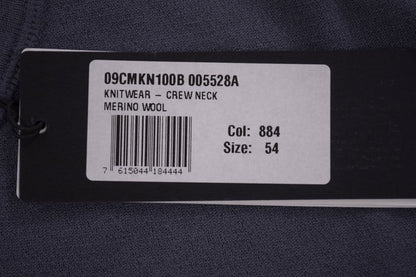 09CMKN100B 005528A
KNITWEAR – CREW NECK
MERINO WOOL
Col: 884
Size: 54
7 615044 184444